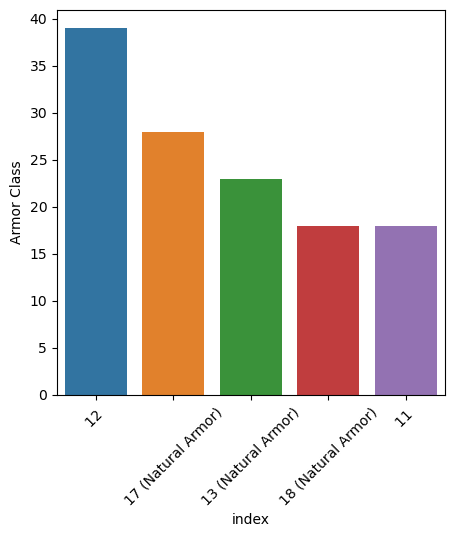 40
35
30
25
20
15
10
5
0
Armor Class
12
17 (Natural Armor)
13 (Natural Armor)
18 (Natural Armor)
11
index